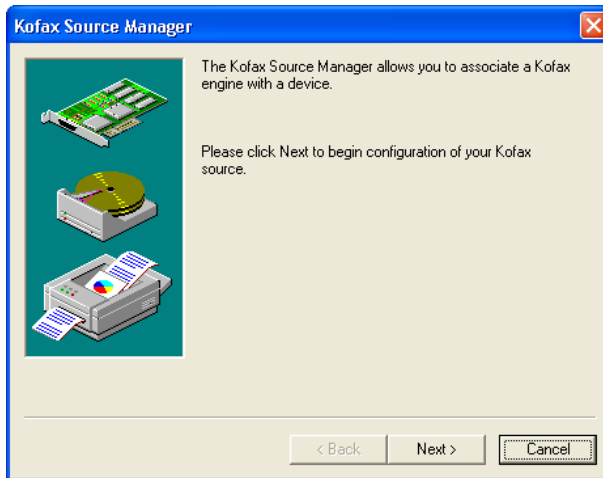 Kofax Source Manager
The Kofax Source Manager allows you to associate a Kofax
engine with a device.
Please click Next to begin configuration of your Kofax
source.
< Back
Next >
Cancel